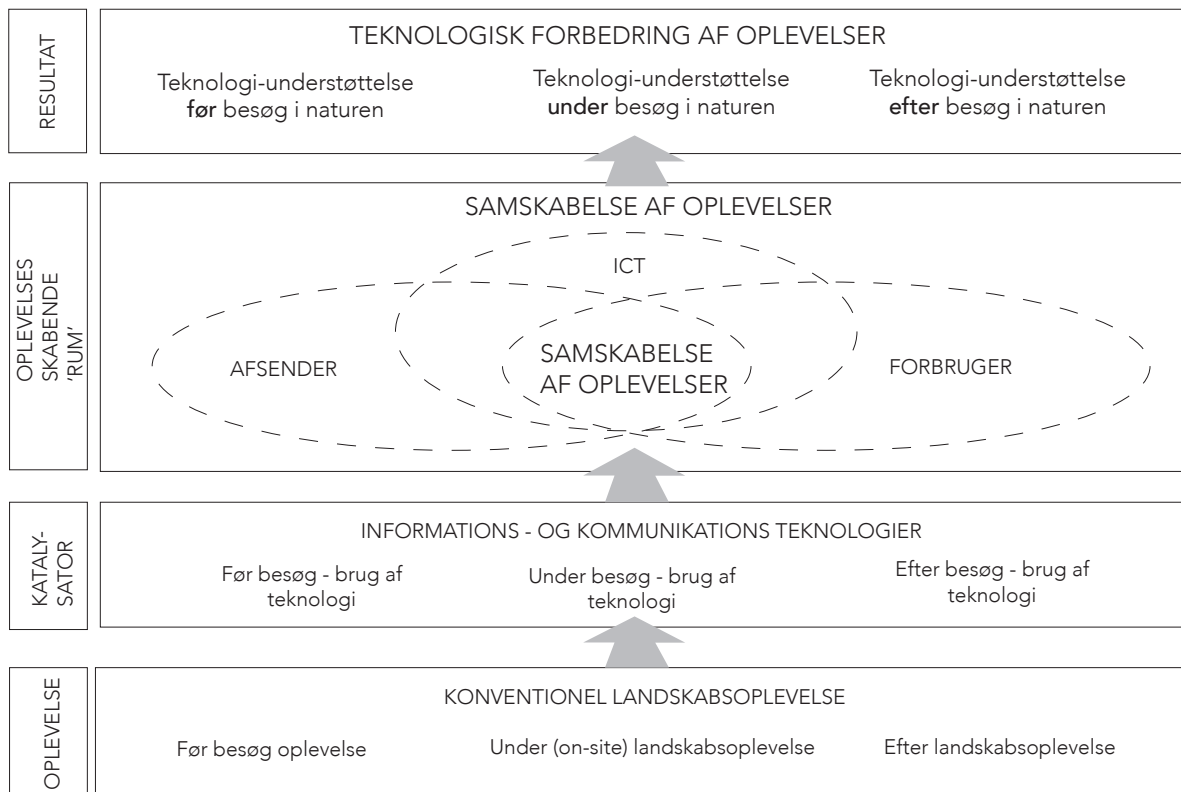 RESULTAT
TEKNOLOGISK FORBEDRING AF OPLEVELSER
Teknologi-understøttelse
før besøg i naturen
Teknologi-understøttelse
under besøg i naturen
Teknologi-understøttelse
efter besøg i naturen
OPLEVELSES
SKABENDE
'RUM'
SAMSKABELSE AF OPLEVELSER
ICT
AFSENDER
SAMSKABELSE
AF OPLEVELSER
FORBRUGER
KATALY-
SATOR
INFORMATIONS - OG KOMMUNIKATIONS TEKNOLOGIER
Før besøg - brug af
teknologi
Under besøg - brug af
teknologi
Efter besøg - brug af
teknologi
OPLEVELSE
KONVENTIONEL LANDSKABSOPLEVELSE
Før besøg oplevelse
Under (on-site) landskabsoplevelse
Efter landskabsoplevelse